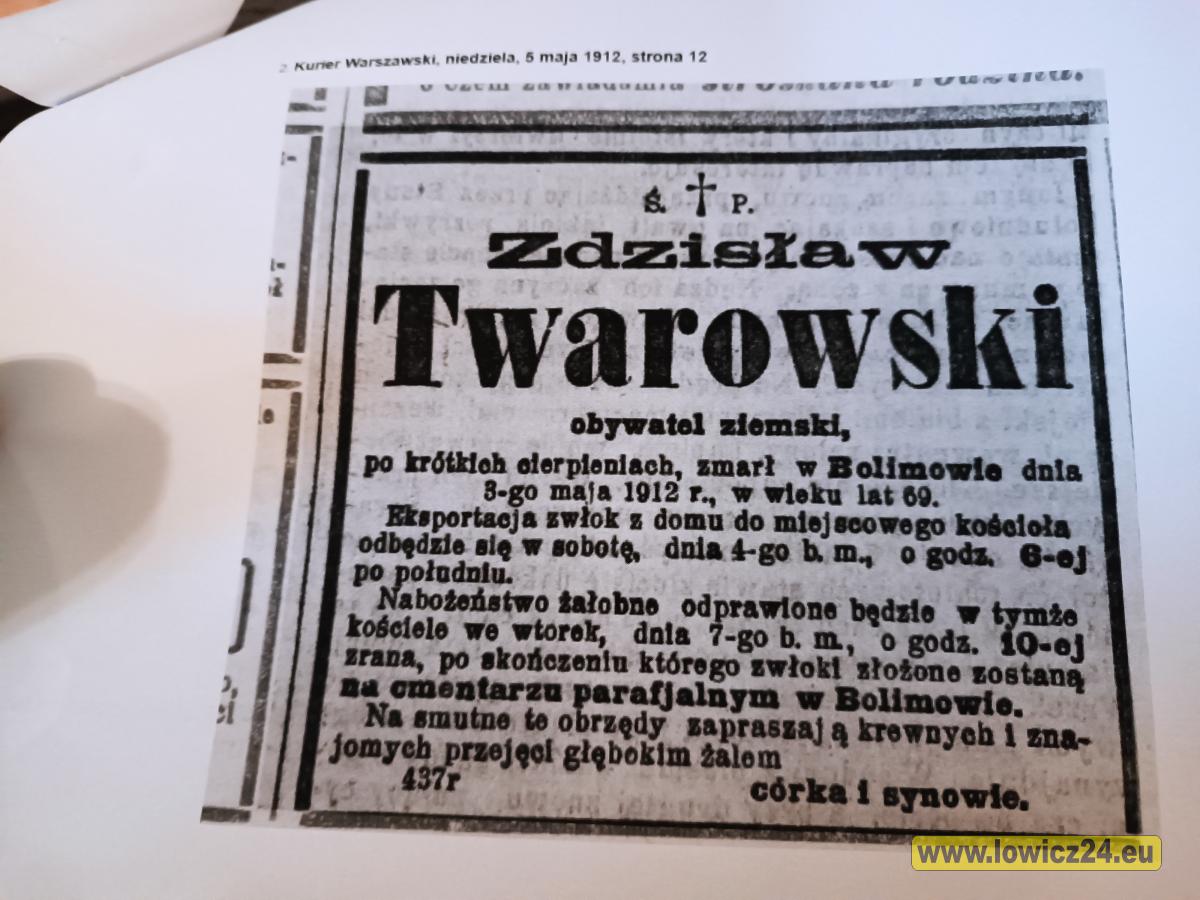 2. Kurier Warszawski, niedziela, 5 maja 1912, strona 12
o czem zawiadamia
Ś. † P.
Zdzisław
Twarowski
obywatel ziemski,
po krótkich cierpieniach, zmarł w Bolimowie dnia
3-go maja 1912 r., w wieku lat 69.
Eksportacja zwłok z domu do miejscowego kościoła
odbędzie się w sobotę, dnia 4-go b. m., o godz. 6-ej
po południu.
Nabożeństwo żałobne odprawione będzie w tymże
kościele we wtorek, dnia 7-go b. m., o godz. 10-ej
zrana, po skończeniu którego zwłoki złożone zostaną
na cmentarzu parafjalnym w Bolimowie.
Na smutne te obrzędy zapraszają krewnych i zna-
jomych przejęci głębokim żalem
437r córka i synowie.
www.lowicz24.eu